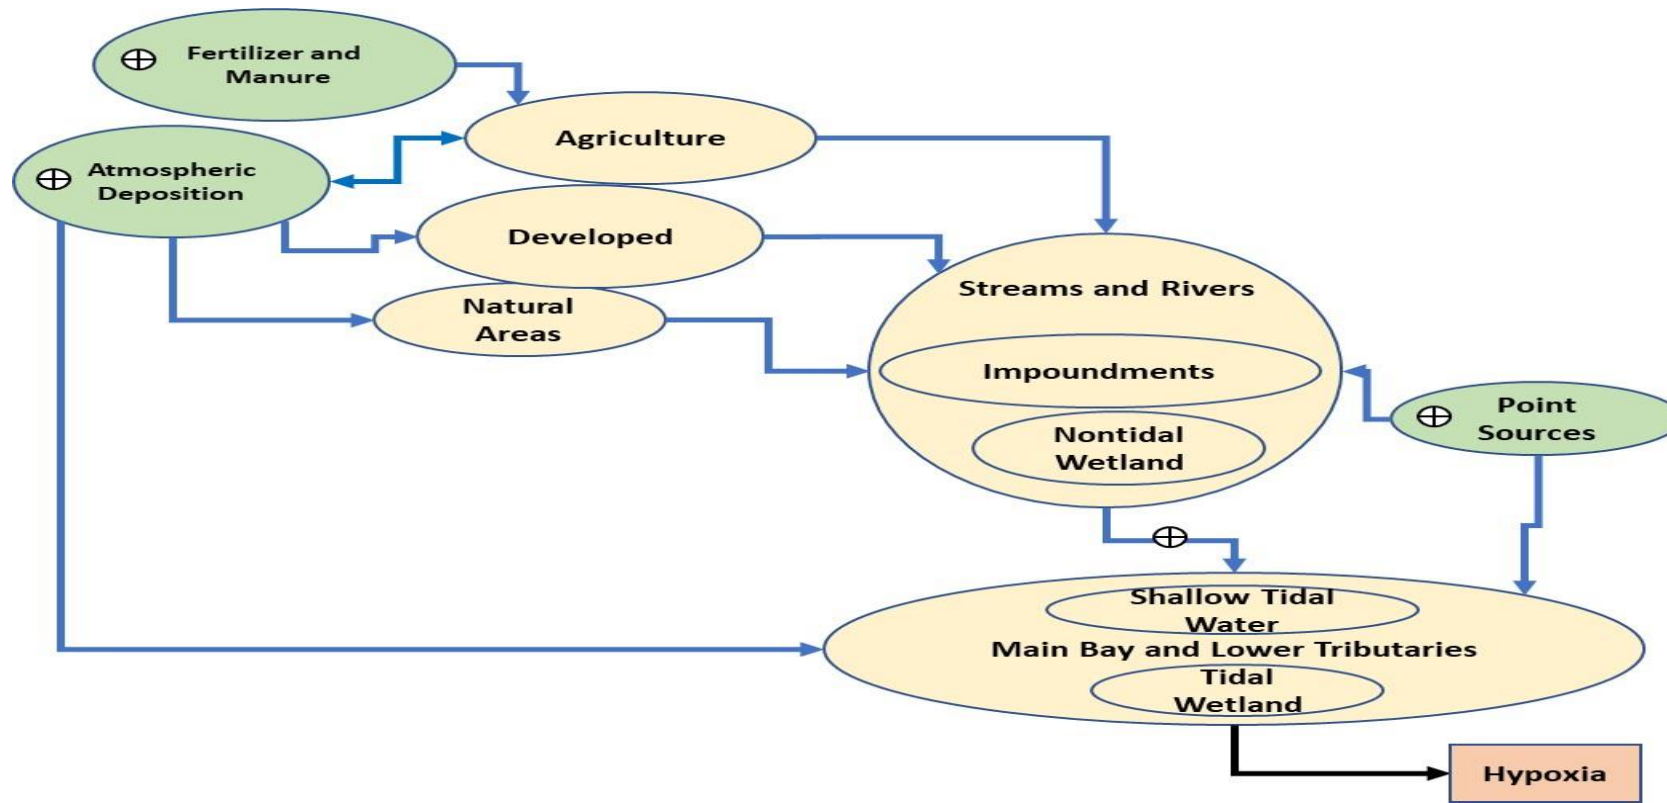 Fertilizer and
Manure
Agriculture
Atmospheric
Deposition
Developed
Natural
Areas
Streams and Rivers
Impoundments
Nontidal
Wetland
Point
Sources
Shallow Tidal
Water
Main Bay and Lower Tributaries
Tidal
Wetland
Hypoxia